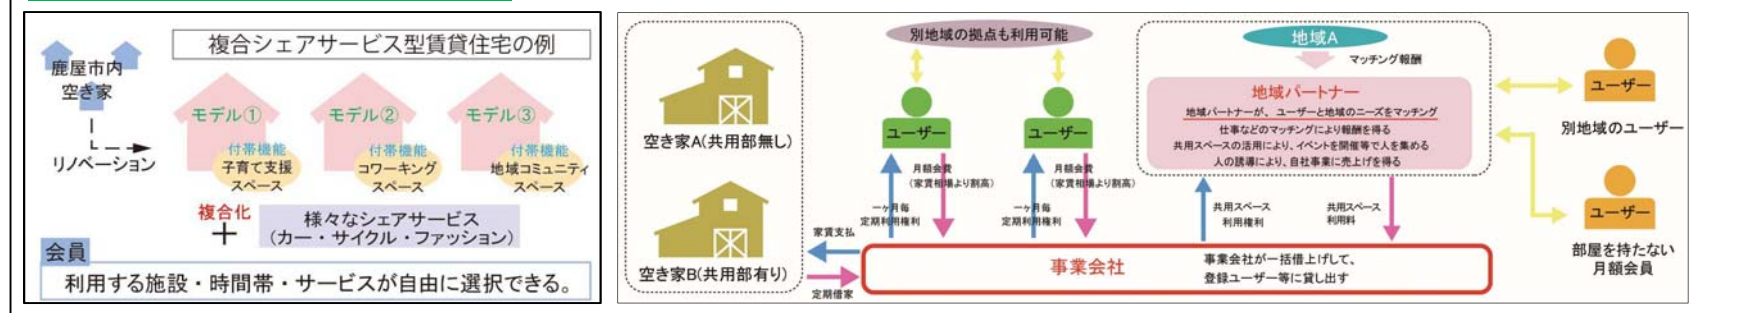 複合シェアサービス型賃貸住宅の例
鹿屋市内
空き家
リノベーション
モデル①
付帯機能
子育て支援
スペース
モデル②
付帯機能
コワーキング
スペース
モデル③
付帯機能
地域コミュニティ
スペース
複合化
+
様々なシェアサービス
(カー・サイクル・ファッション)
会員
利用する施設・時間帯・サービスが自由に選択できる。
空き家A(共用部無し)
空き家B(共用部有り)
別地域の拠点も利用可能
ユーザー
ユーザー
月額会費
(家賃相場より割高)
一ヶ月毎
定期利用権利
月額会費
(家賃相場より割高)
一ヶ月毎
定期利用権利
家賃支払
定期借家
地域A
マッチング報酬
地域パートナー
地域パートナーが、ユーザーと地域のニーズをマッチング
仕事などのマッチングにより報酬を得る
共用スペースの活用により、イベントを開催等で人を集める
人の誘導により、自社事業に売上げを得る
共用スペース
利用権利
共用スペース
利用料
事業会社
事業会社が一括借上げして、
登録ユーザー等に貸し出す
ユーザー
別地域のユーザー
ユーザー
部屋を持たない
月額会員